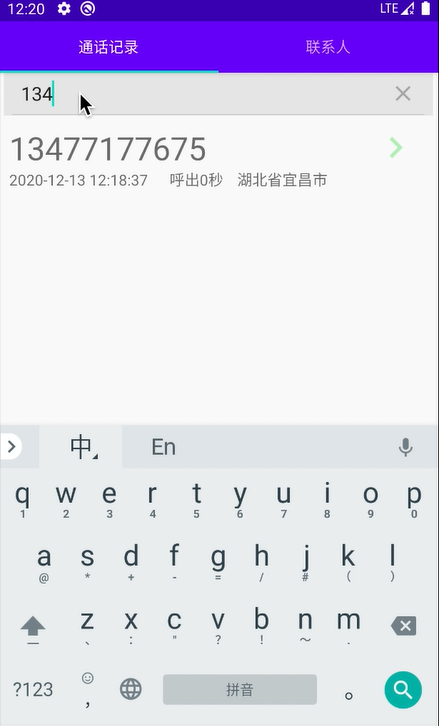 12:20 LTE
通话记录 联系人
134
13477177675
2020-12-13 12:18:37 呼出0秒 湖北省宜昌市
中 En
q w e r t y u i o p
1 2 3 4 5 6 7 8 9 0
a s d f g h j k l
@ * + - = / # ( )
z x c v b n m
、 : " ? ! ~ .
?123 , 拼音 。